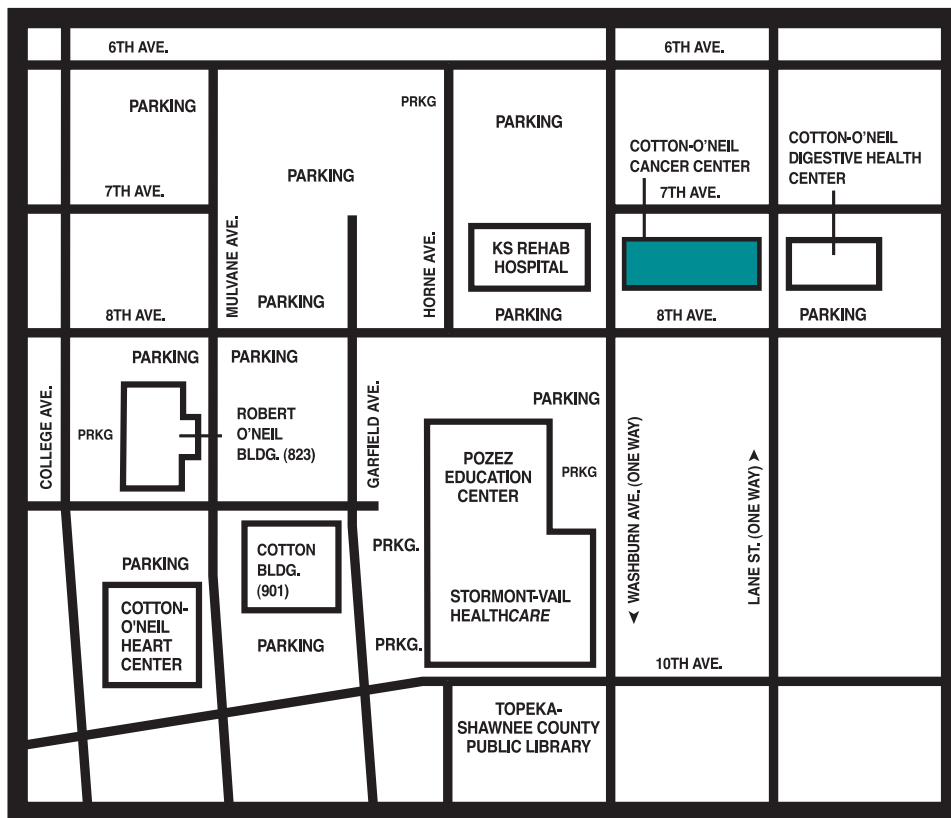 6TH AVE.
6TH AVE.
PARKING
PRKG
PARKING
COTTON-O'NEIL
CANCER CENTER
COTTON-O'NEIL
DIGESTIVE HEALTH
CENTER
PARKING
7TH AVE.
7TH AVE.
MULVANE AVE.
HORNE AVE.
KS REHAB
HOSPITAL
PARKING
8TH AVE.
PARKING
8TH AVE.
PARKING
PARKING
PARKING
COLLEGE AVE.
PRKG
ROBERT
O'NEIL
BLDG. (823)
GARFIELD AVE.
PARKING
POZEZ
EDUCATION
CENTER
PRKG
WASHBURN AVE. (ONE WAY)
LANE ST. (ONE WAY)
PRKG.
COTTON
BLDG.
(901)
PARKING
STORMONT-VAIL
HEALTHCARE
COTTON-
O'NEIL
HEART
CENTER
PARKING
PRKG.
10TH AVE.
TOPEKA-
SHAWNEE COUNTY
PUBLIC LIBRARY